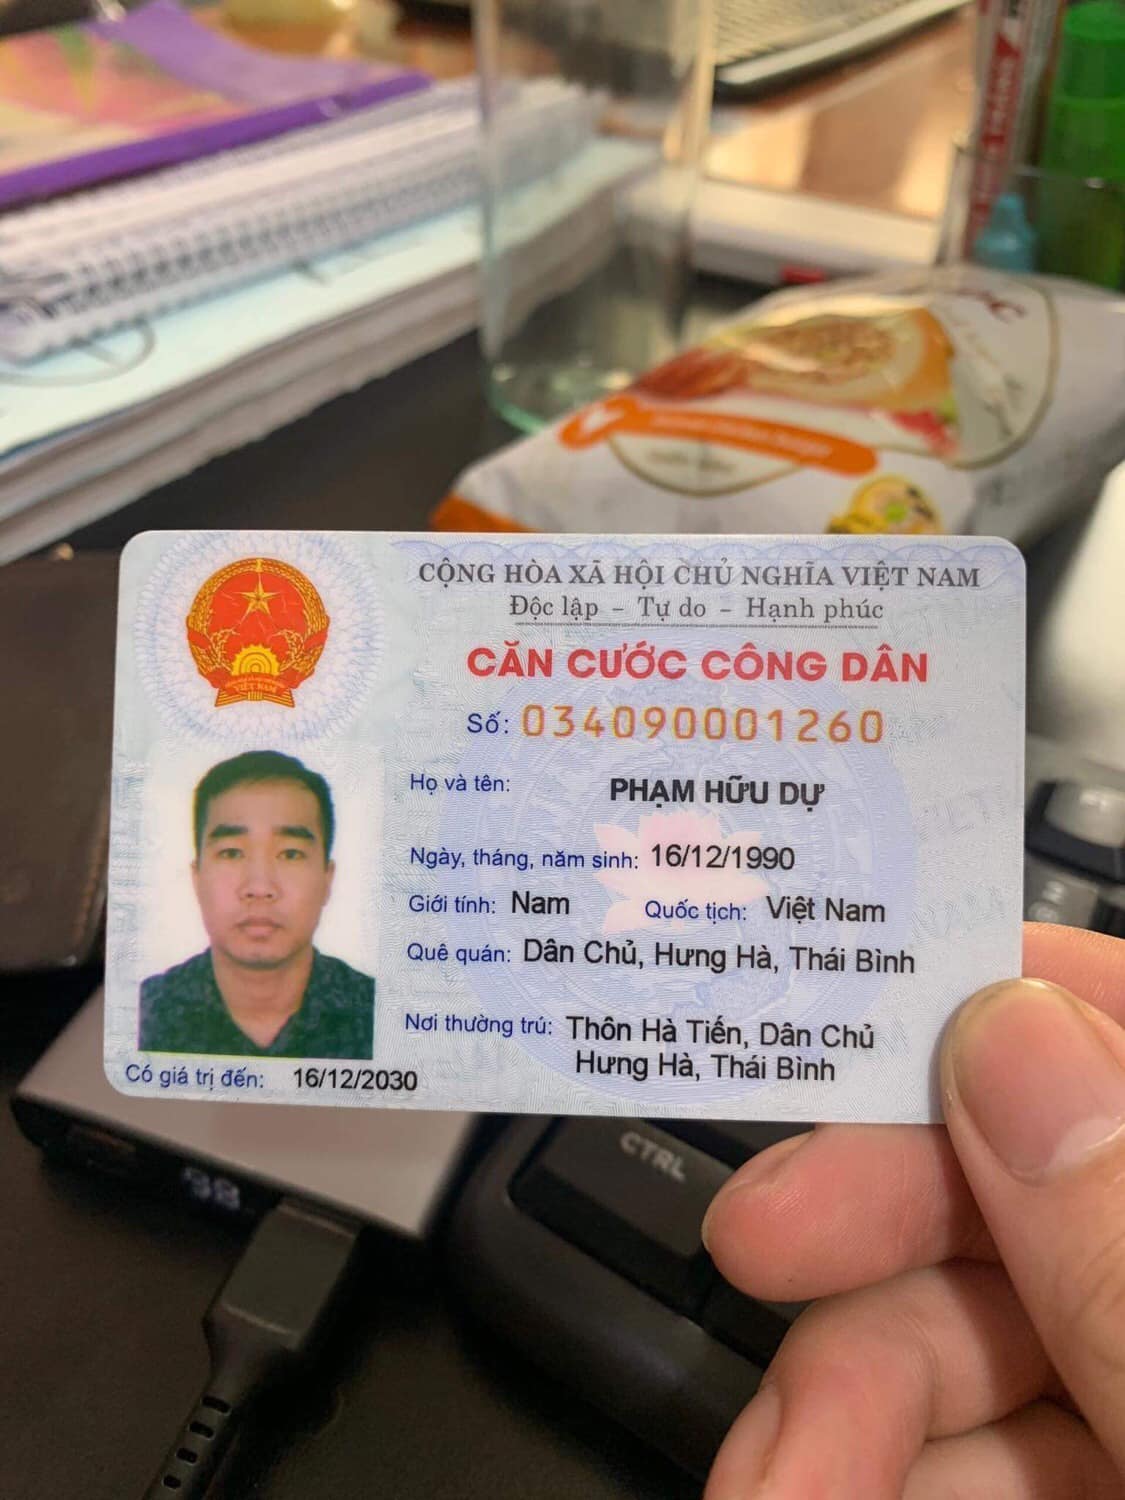 CỘNG HÒA XÃ HỘI CHỦ NGHĨA VIỆT NAM
Độc lập – Tự do – Hạnh phúc
CĂN CƯỚC CÔNG DÂN
Số: 034090001260
Họ và tên: PHẠM HỮU DỰ
Ngày, tháng, năm sinh: 16/12/1990
Giới tính: Nam Quốc tịch: Việt Nam
Quê quán: Dân Chủ, Hưng Hà, Thái Bình
Nơi thường trú: Thôn Hà Tiến, Dân Chủ
Hưng Hà, Thái Bình
Có giá trị đến: 16/12/2030
VIỆT NAM
CTRL